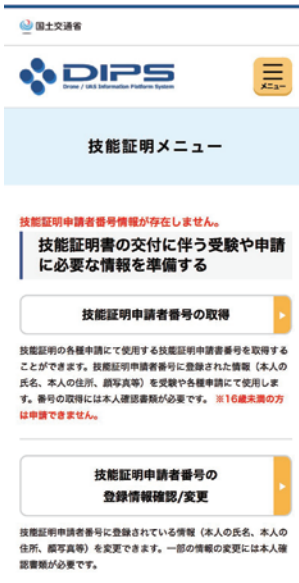 国土交通省
DIPS
Drone / UAS Information Platform System
メニュー
技能証明メニュー
技能証明申請者番号情報が存在しません。
技能証明書の交付に伴う受験や申請
に必要な情報を準備する
技能証明申請者番号の取得
技能証明の各種申請にて使用する技能証明申請書番号を取得する
ことができます。技能証明申請者番号に登録された情報（本人の
氏名、本人の住所、顔写真等）を受験や各種申請にて使用しま
す。番号の取得には本人確認書類が必要です。 ※16歳未満の方
は申請できません。
技能証明申請者番号の
登録情報確認/変更
技能証明申請者番号に登録されている情報（本人の氏名、本人の
住所、顔写真等）を変更できます。一部の情報の変更には本人確
認書類が必要です。